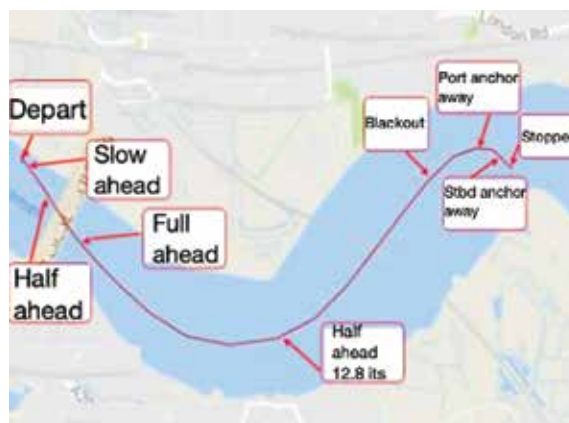 London Rd
Port anchor
away
Depart
Blackout
Stoppe
Slow
ahead
Stbd anchor
away
Full
ahead
Half
ahead
Half
ahead
12.8 its